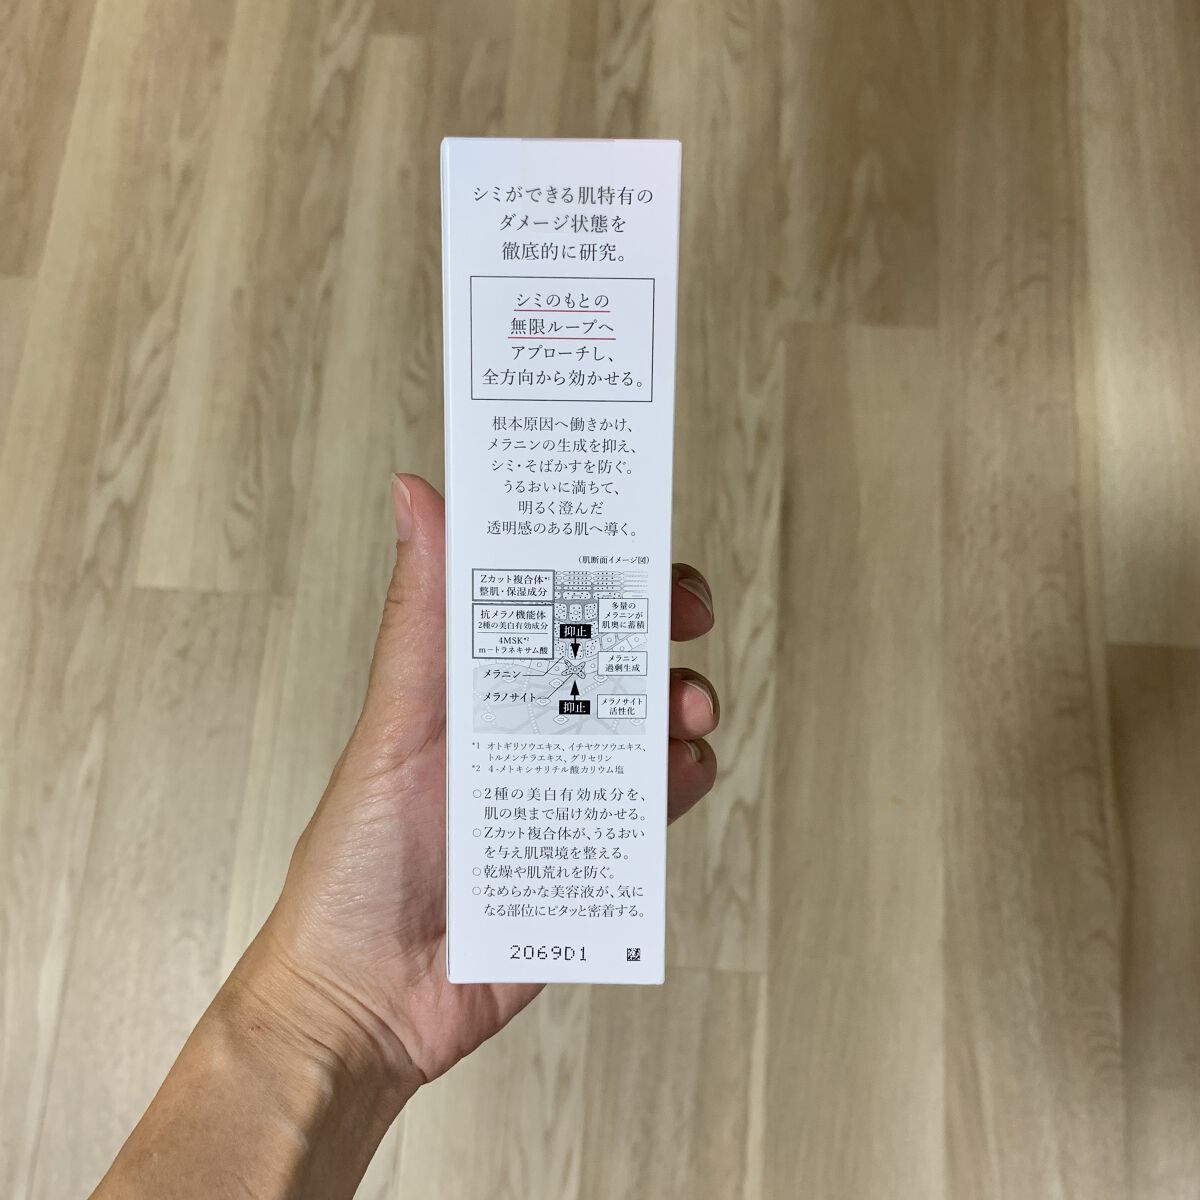 シミができる肌特有の
ダメージ状態を
徹底的に研究。
シミのもとの
無限ループへ
アプローチし、
全方向から効かせる。
根本原因へ働きかけ、
メラニンの生成を抑え、
シミ・そばかすを防ぐ。
うるおいに満ちて、
明るく澄んだ
透明感のある肌へ導く。
（肌断面イメージ図）
Zカット複合体*1
整肌・保湿成分
抗メラノ機能体
2種の美白有効成分
4MSK*2
m－トラネキサム酸
抑止
多量の
メラニンが
肌奥に蓄積
メラニン
メラニン
過剰生成
メラノサイト
抑止
メラノサイト
活性化
*1 オトギリソウエキス、イチヤクソウエキス、
トルメンチラエキス、グリセリン
*2 4-メトキシサリチル酸カリウム塩
○2種の美白有効成分を、
肌の奥まで届け効かせる。
○Zカット複合体が、うるおい
を与え肌環境を整える。
○乾燥や肌荒れを防ぐ。
○なめらかな美容液が、気に
なる部位にピタッと密着する。
2069D1